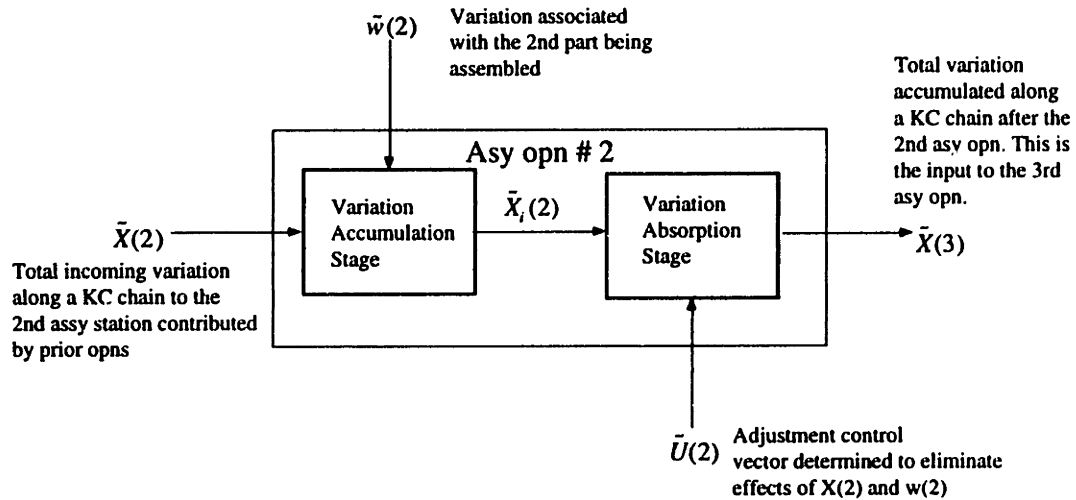 w̃(2)
Variation associated
with the 2nd part being
assembled
Total variation
accumulated along
a KC chain after the
2nd asy opn. This is
the input to the 3rd
asy opn.
Asy opn # 2
Variation
Accumulation
Stage
X̃ᵢ(2)
Variation
Absorption
Stage
X̃(2)
X̃(3)
Total incoming variation
along a KC chain to the
2nd assy station contributed
by prior opns
Ũ(2)
Adjustment control
vector determined to eliminate
effects of X(2) and w(2)